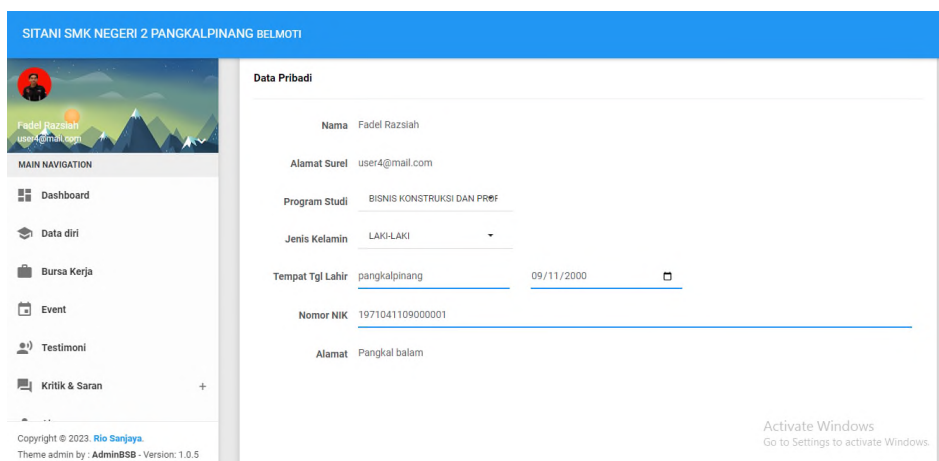 SITANI SMK NEGERI 2 PANGKALPINANG BELMOTI
Fadel Razsiah
user4@mail.com
MAIN NAVIGATION
Dashboard
Data diri
Bursa Kerja
Event
Testimoni
Kritik & Saran +
Copyright © 2023. Rio Sanjaya.
Theme admin by : AdminBSB - Version: 1.0.5
Data Pribadi
Nama Fadel Razsiah
Alamat Surel user4@mail.com
Program Studi BISNIS KONSTRUKSI DAN PROF
Jenis Kelamin LAKI-LAKI
Tempat Tgl Lahir pangkalpinang 09/11/2000
Nomor NIK 1971041109000001
Alamat Pangkal balam
Activate Windows
Go to Settings to activate Windows.